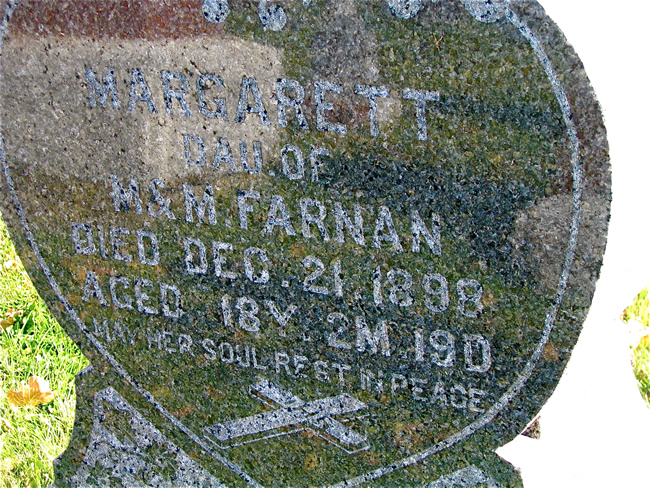 MARGARETT
DAU. OF
M & M. FARNAN
DIED DEC. 21, 1898
AGED 18Y. 2M. 19D
MAY HER SOUL REST IN PEACE